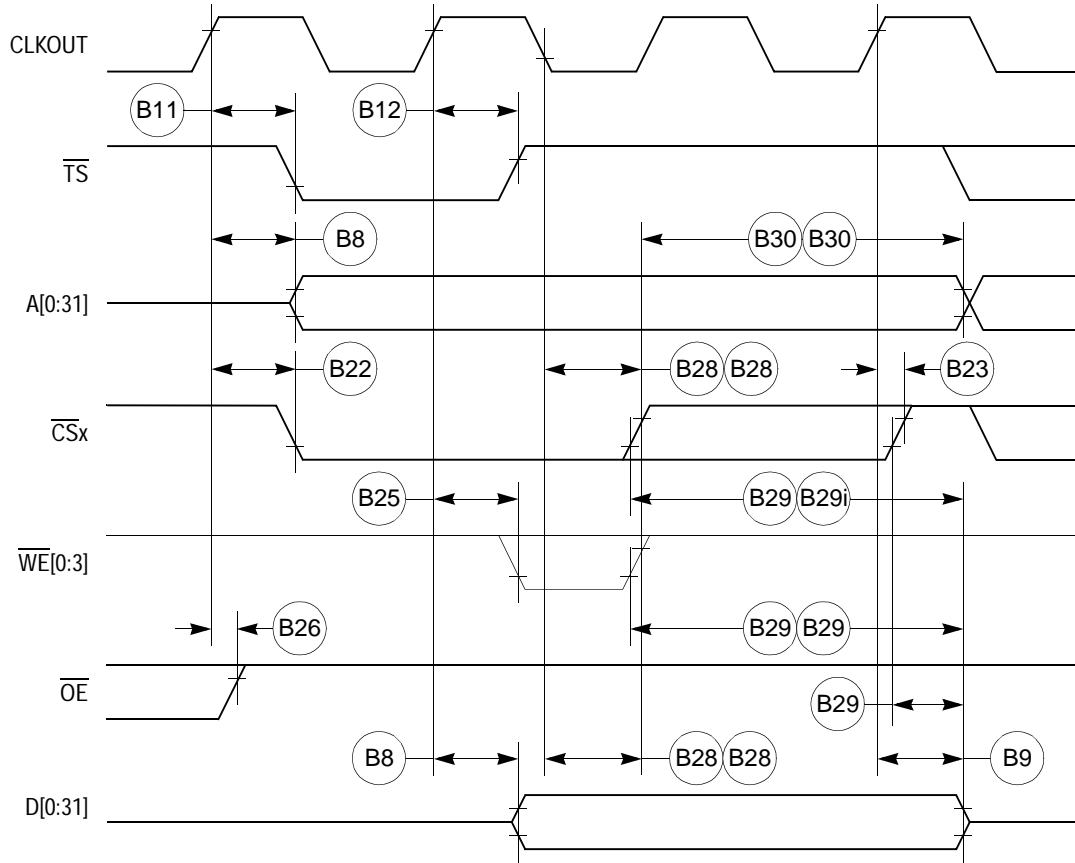 CLKOUT
B11
B12
TS
B8
B30 B30
A[0:31]
B22
B28 B28
B23
CSx
B25
B29 B29i
WE[0:3]
B26
B29 B29
OE
B29
B8
B28 B28
B9
D[0:31]